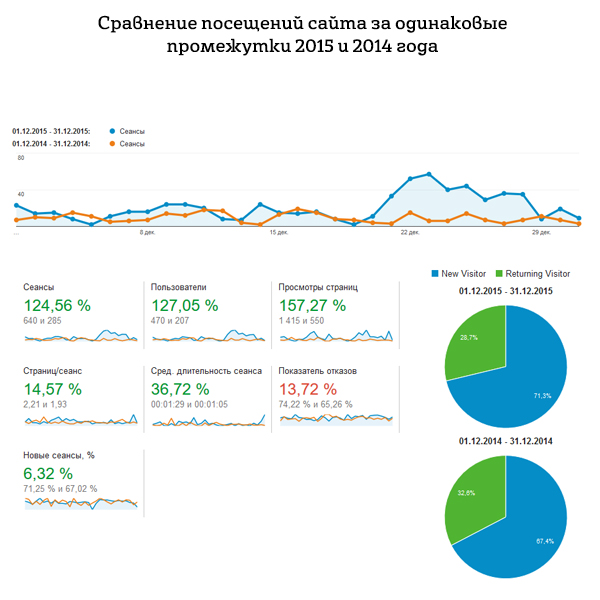 Сравнение посещений сайта за одинаковые
промежутки 2015 и 2014 года
01.12.2015 - 31.12.2015: Сеансы
01.12.2014 - 31.12.2014: Сеансы
80
40
... 8 дек. 15 дек. 22 дек. 29 дек.
New Visitor Returning Visitor
01.12.2015 - 31.12.2015
28,7%
71,3%
01.12.2014 - 31.12.2014
32,6%
67,4%
Сеансы
124,56 %
640 и 285
Пользователи
127,05 %
470 и 207
Просмотры страниц
157,27 %
1 415 и 550
Страниц/сеанс
14,57 %
2,21 и 1,93
Сред. длительность сеанса
36,72 %
00:01:29 и 00:01:05
Показатель отказов
13,72 %
74,22 % и 65,26 %
Новые сеансы, %
6,32 %
71,25 % и 67,02 %